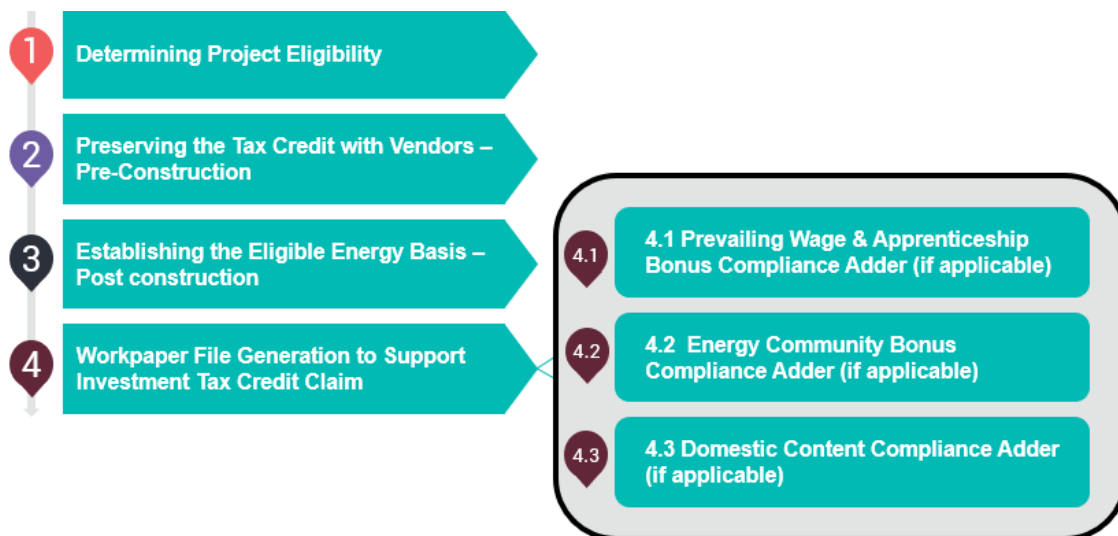 1
Determining Project Eligibility
2
Preserving the Tax Credit with Vendors –
Pre-Construction
3
Establishing the Eligible Energy Basis –
Post construction
4
Workpaper File Generation to Support
Investment Tax Credit Claim
4.1
4.1 Prevailing Wage & Apprenticeship
Bonus Compliance Adder (if applicable)
4.2
4.2 Energy Community Bonus
Compliance Adder (if applicable)
4.3
4.3 Domestic Content Compliance Adder
(if applicable)